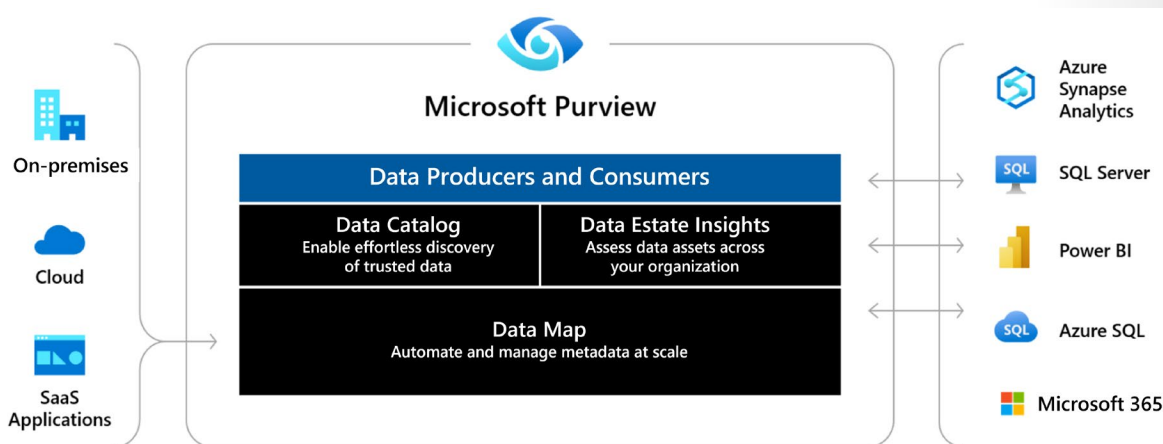 On-premises
Cloud
SaaS
Applications
Microsoft Purview
Data Producers and Consumers
Data Catalog
Enable effortless discovery
of trusted data
Data Estate Insights
Assess data assets across
your organization
Data Map
Automate and manage metadata at scale
Azure
Synapse
Analytics
SQL
SQL Server
Power BI
SQL
Azure SQL
Microsoft 365